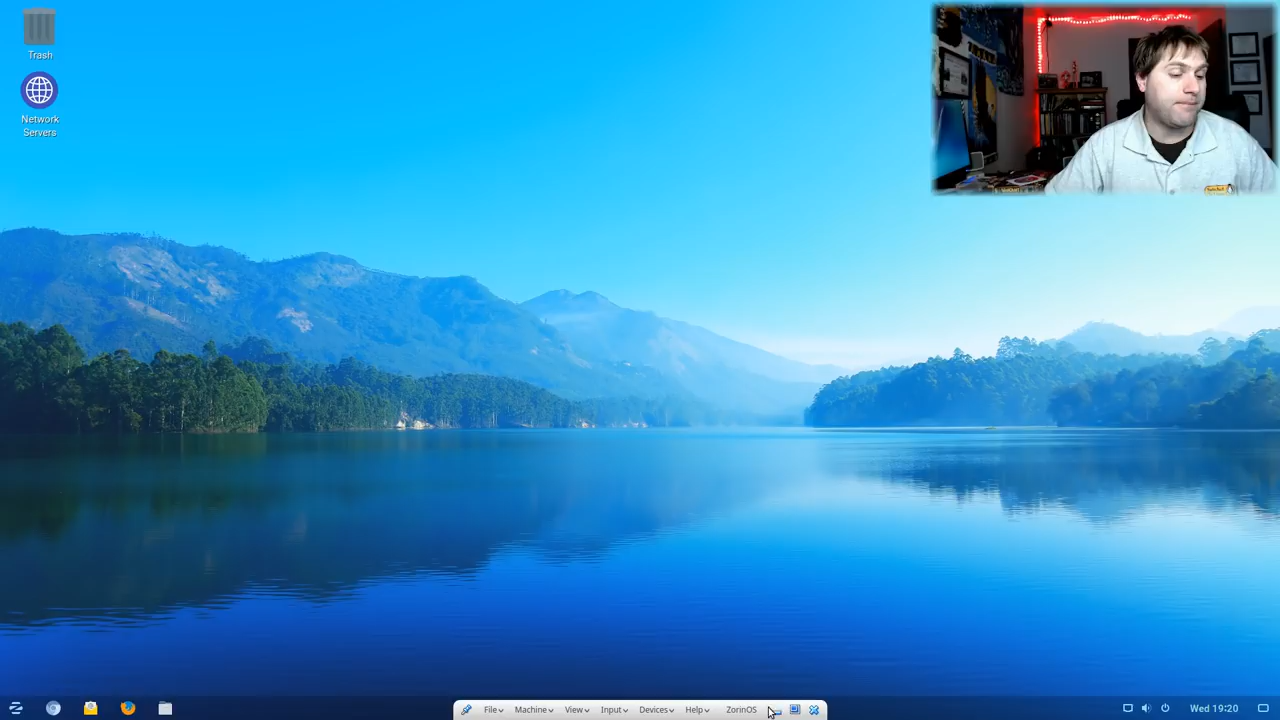 Trash
Network
Servers
File Machine View Input Devices Help ZorinOS
Wed 19:20